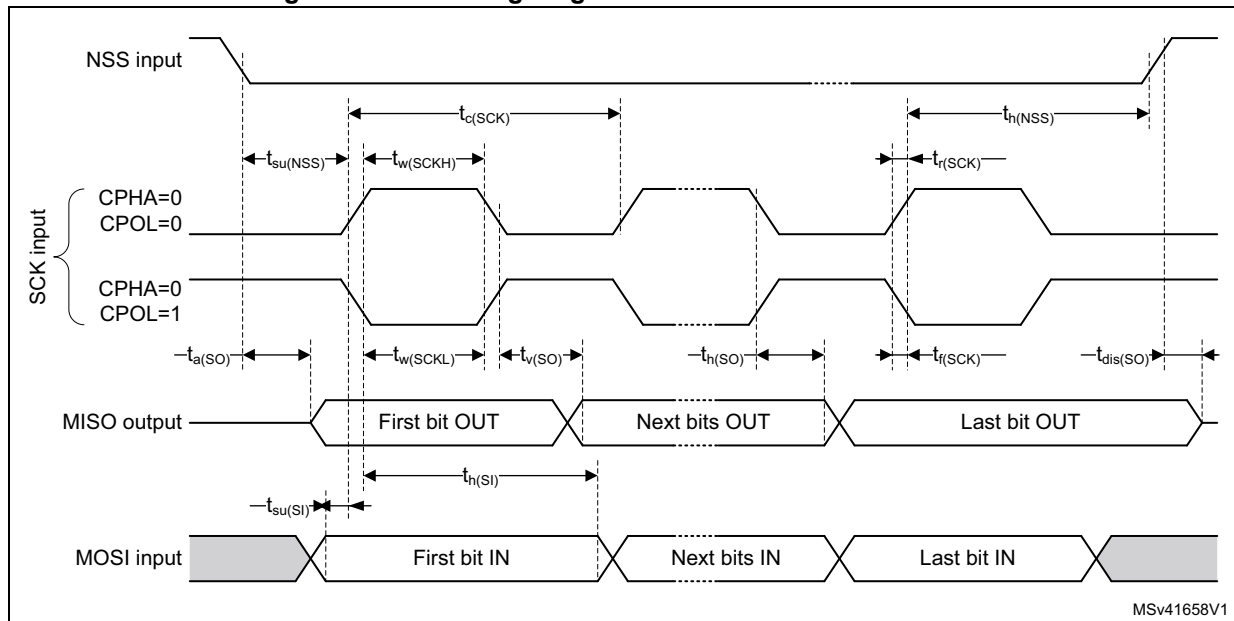 NSS input
tc(SCK)
th(NSS)
tsu(NSS)
tw(SCKH)
tr(SCK)
CPHA=0
CPOL=0
SCK input
CPHA=0
CPOL=1
ta(SO)
tw(SCKL)
tv(SO)
th(SO)
tf(SCK)
tdis(SO)
MISO output
First bit OUT
Next bits OUT
Last bit OUT
th(SI)
tsu(SI)
MOSI input
First bit IN
Next bits IN
Last bit IN
MSv41658V1